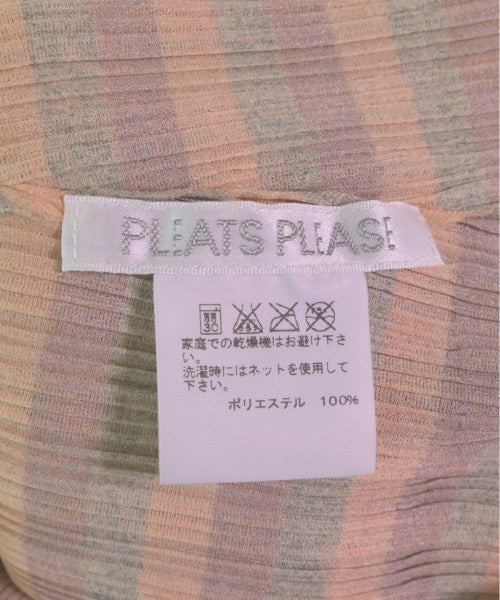 PLEATS PLEASE
弱 30
家庭での乾燥機はお避け下さ
い。
洗濯時にはネットを使用して
下さい。
ポリエステル 100%